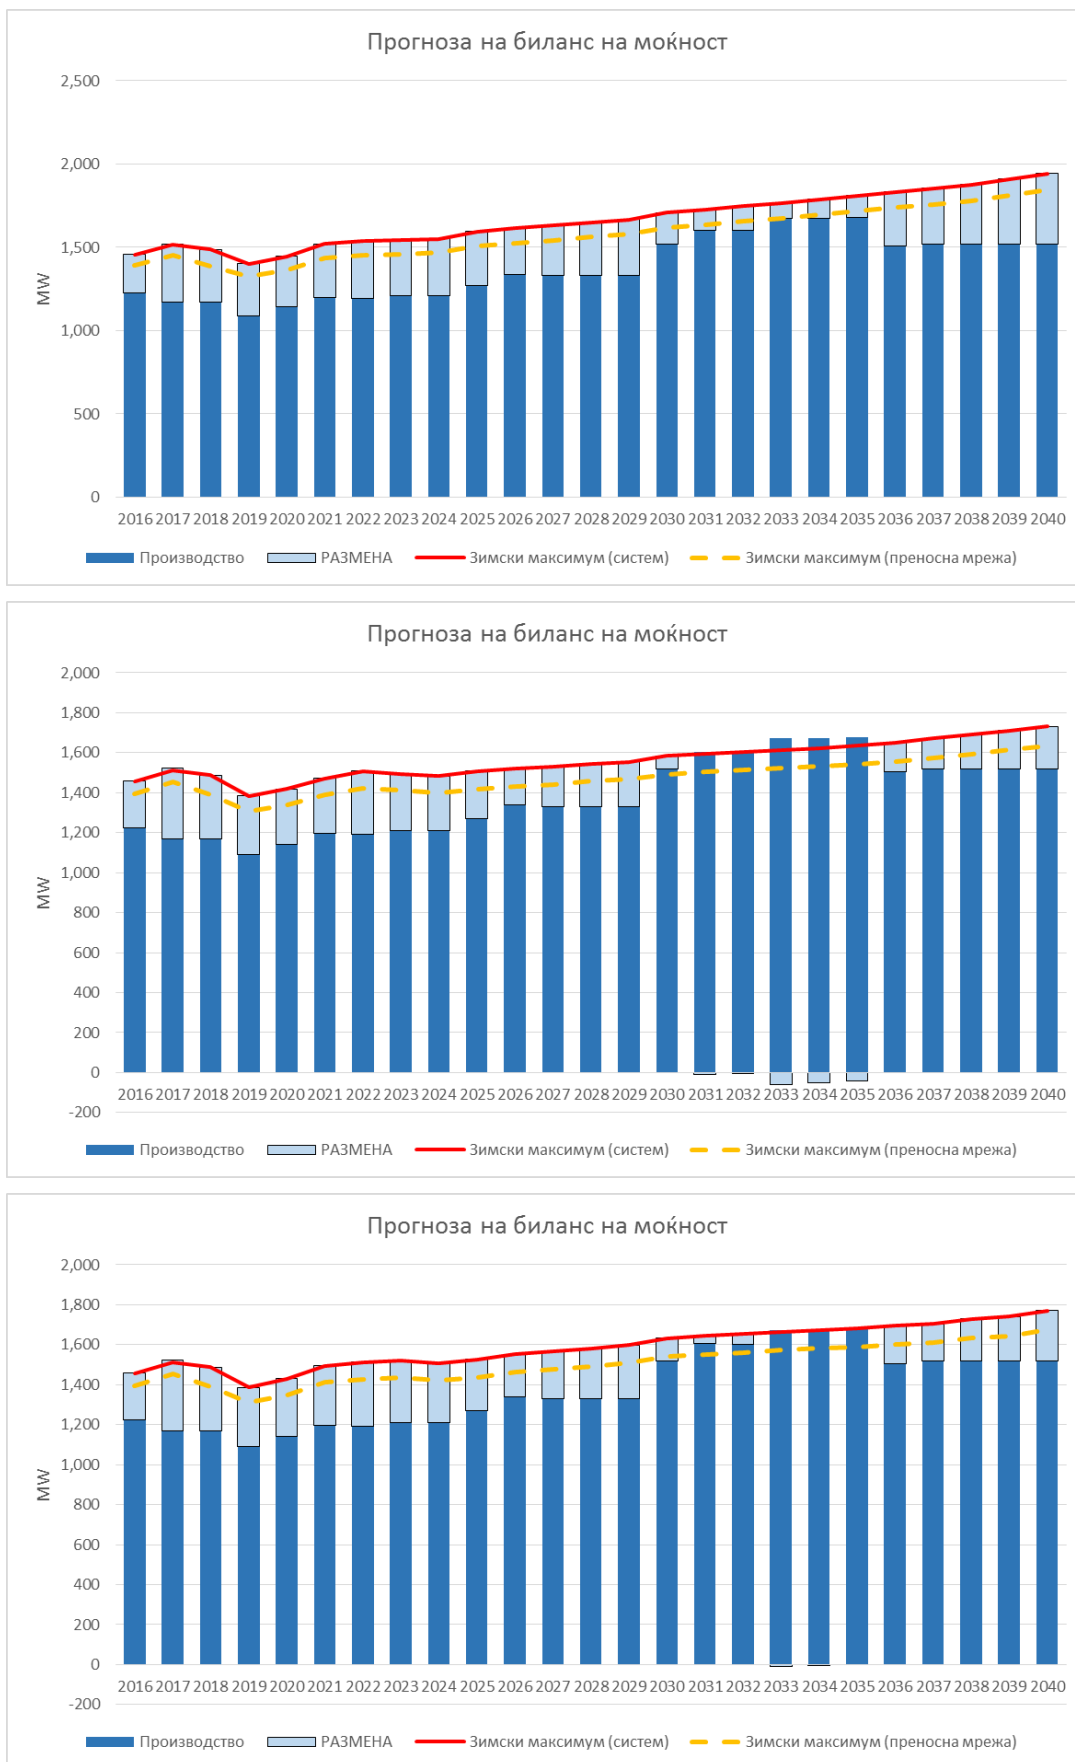 Прогноза на биланс на моќност
2,500
2,000
1,500
1,000
500
0
MW
2016 2017 2018 2019 2020 2021 2022 2023 2024 2025 2026 2027 2028 2029 2030 2031 2032 2033 2034 2035 2036 2037 2038 2039 2040
Производство РАЗМЕНА Зимски максимум (систем) Зимски максимум (преносна мрежа)
Прогноза на биланс на моќност
2,000
1,800
1,600
1,400
1,200
1,000
800
600
400
200
0
-200
MW
2016 2017 2018 2019 2020 2021 2022 2023 2024 2025 2026 2027 2028 2029 2030 2031 2032 2033 2034 2035 2036 2037 2038 2039 2040
Производство РАЗМЕНА Зимски максимум (систем) Зимски максимум (преносна мрежа)
Прогноза на биланс на моќност
2,000
1,800
1,600
1,400
1,200
1,000
800
600
400
200
0
-200
MW
2016 2017 2018 2019 2020 2021 2022 2023 2024 2025 2026 2027 2028 2029 2030 2031 2032 2033 2034 2035 2036 2037 2038 2039 2040
Производство РАЗМЕНА Зимски максимум (систем) Зимски максимум (преносна мрежа)